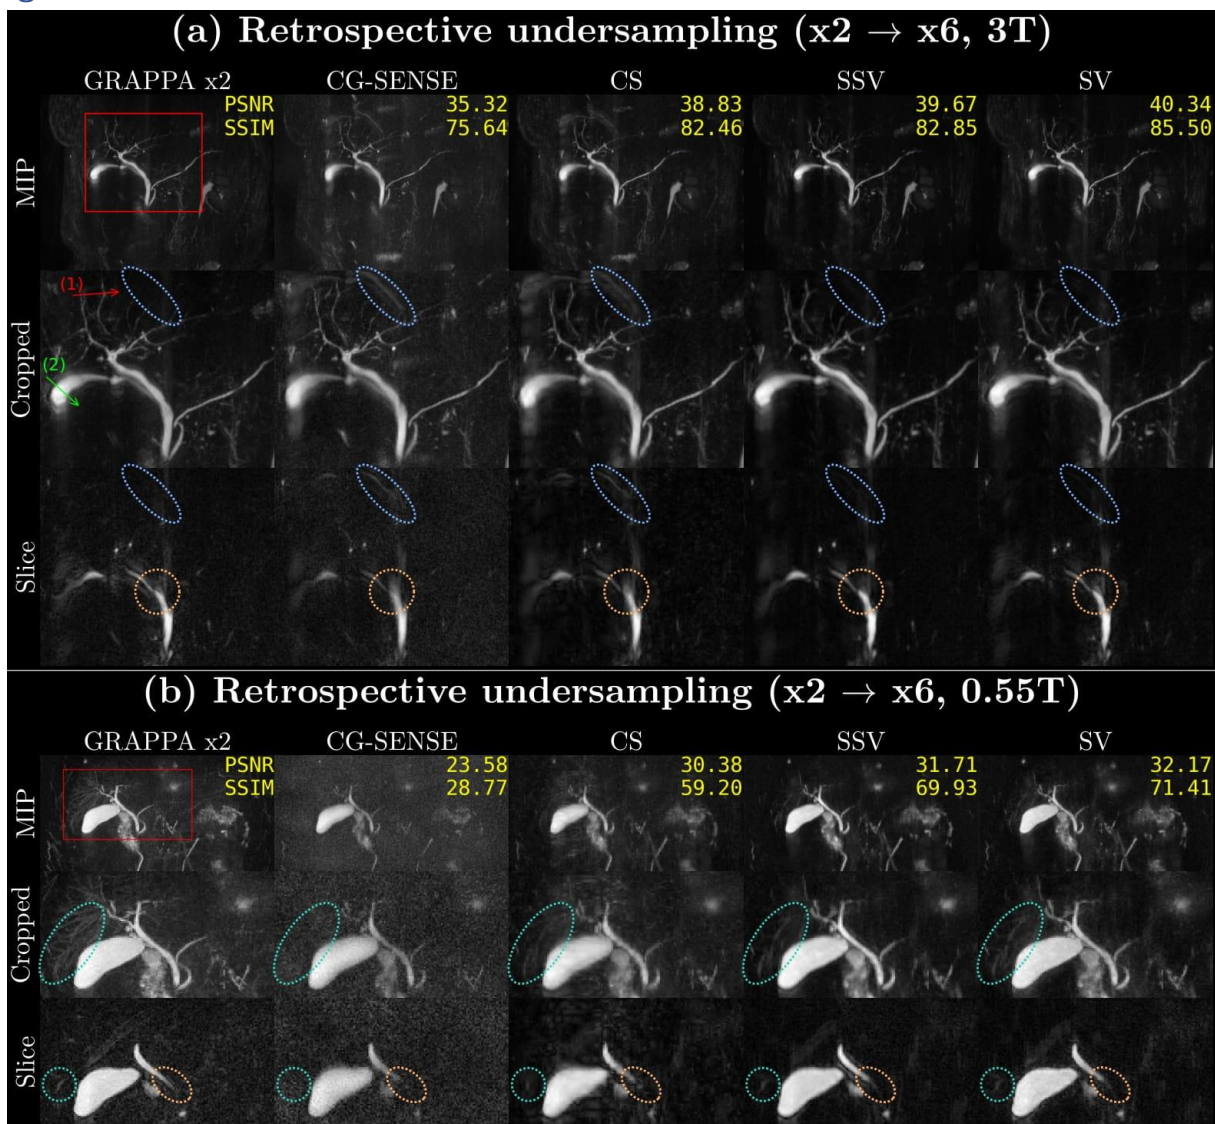 (a) Retrospective undersampling (x2 → x6, 3T)
GRAPPA x2 CG-SENSE CS SSV SV
MIP
PSNR 35.32 38.83 39.67 40.34
SSIM 75.64 82.46 82.85 85.50
Cropped
(1)
(2)
Slice
(b) Retrospective undersampling (x2 → x6, 0.55T)
GRAPPA x2 CG-SENSE CS SSV SV
MIP
PSNR 23.58 30.38 31.71 32.17
SSIM 28.77 59.20 69.93 71.41
Cropped
Slice